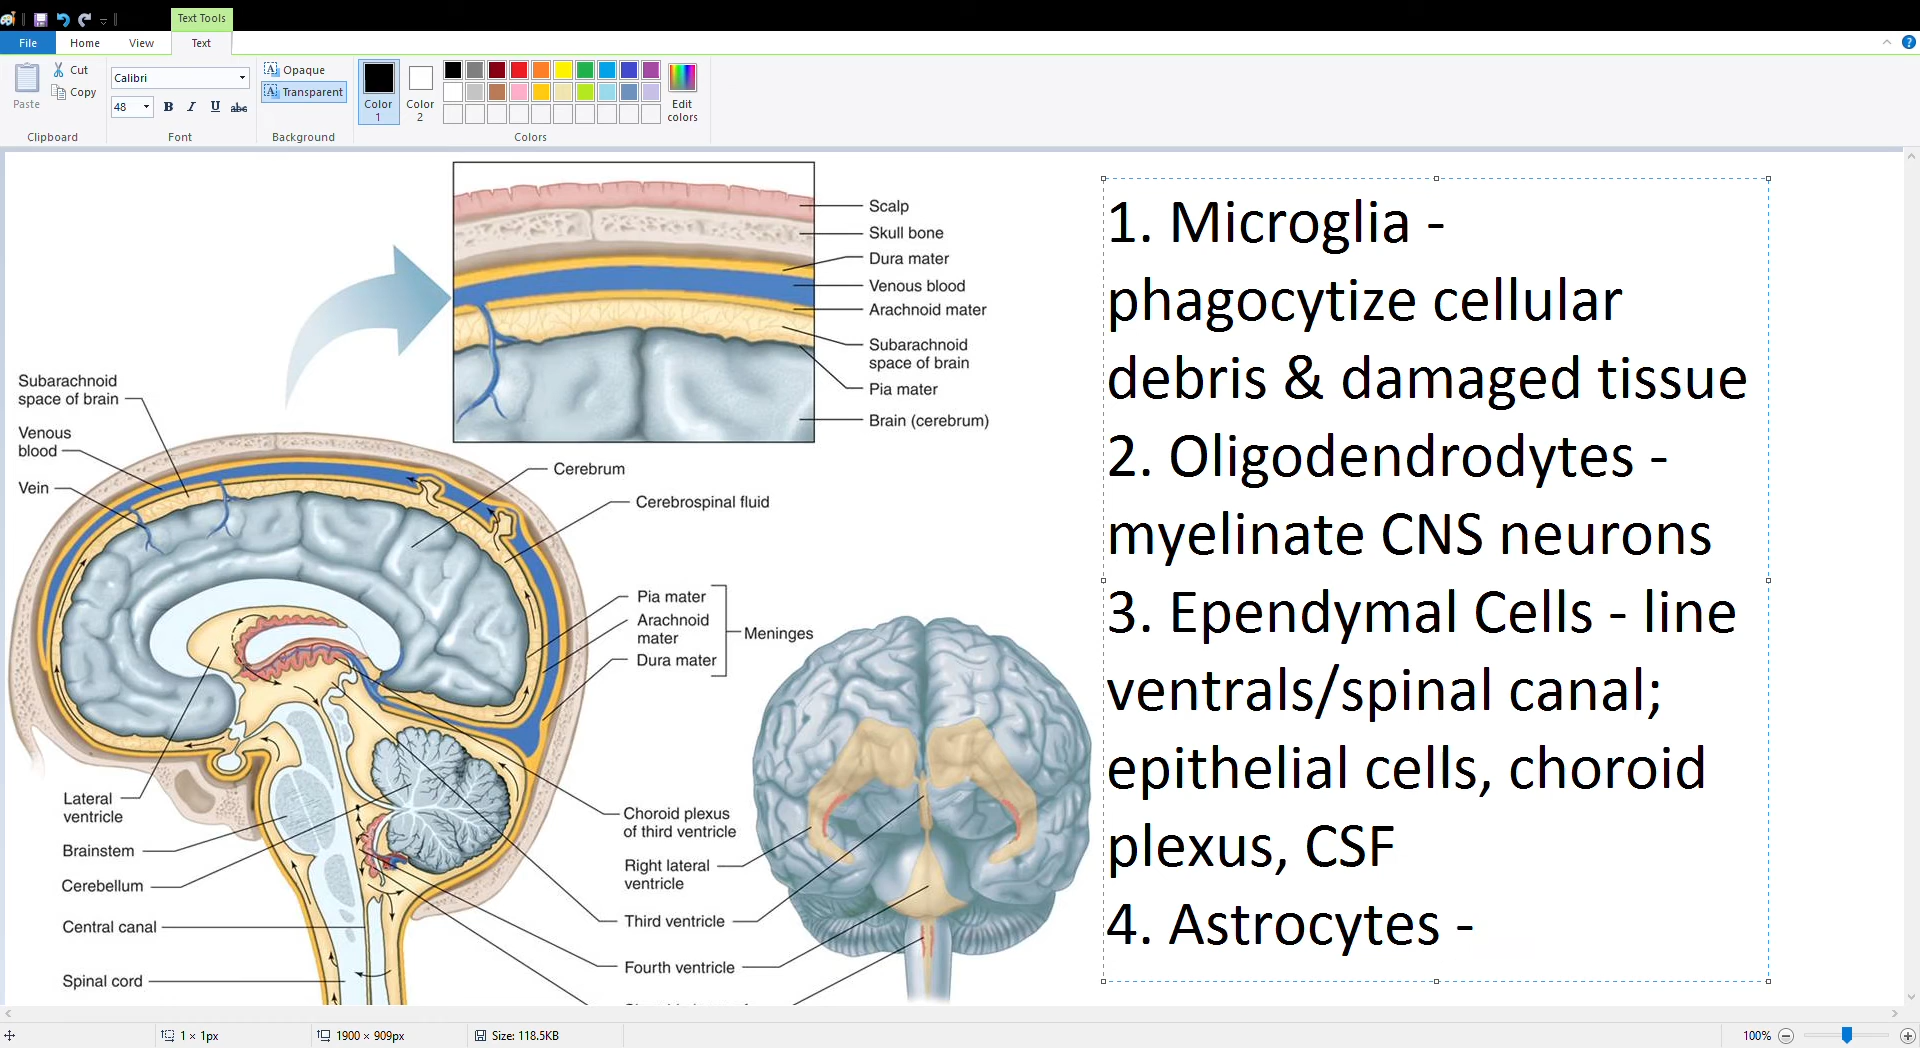 Text Tools
File
Home
View
Text
Paste
Cut
Copy
Clipboard
Calibri
48
B
I
U
abc
Font
A Opaque
A Transparent
Background
Color
1
Color
2
Edit
colors
Colors
Scalp
Skull bone
Dura mater
Venous blood
Arachnoid mater
Subarachnoid
space of brain
Pia mater
Brain (cerebrum)
Subarachnoid
space of brain
Venous
blood
Vein
Cerebrum
Cerebrospinal fluid
Pia mater
Arachnoid
mater
Dura mater
Meninges
Lateral
ventricle
Brainstem
Cerebellum
Central canal
Spinal cord
Choroid plexus
of third ventricle
Right lateral
ventricle
Third ventricle
Fourth ventricle
1. Microglia -
phagocytize cellular
debris & damaged tissue
2. Oligodendrodytes -
myelinate CNS neurons
3. Ependymal Cells - line
ventrals/spinal canal;
epithelial cells, choroid
plexus, CSF
4. Astrocytes -
1 × 1px
1900 × 909px
Size: 118.5KB
100%